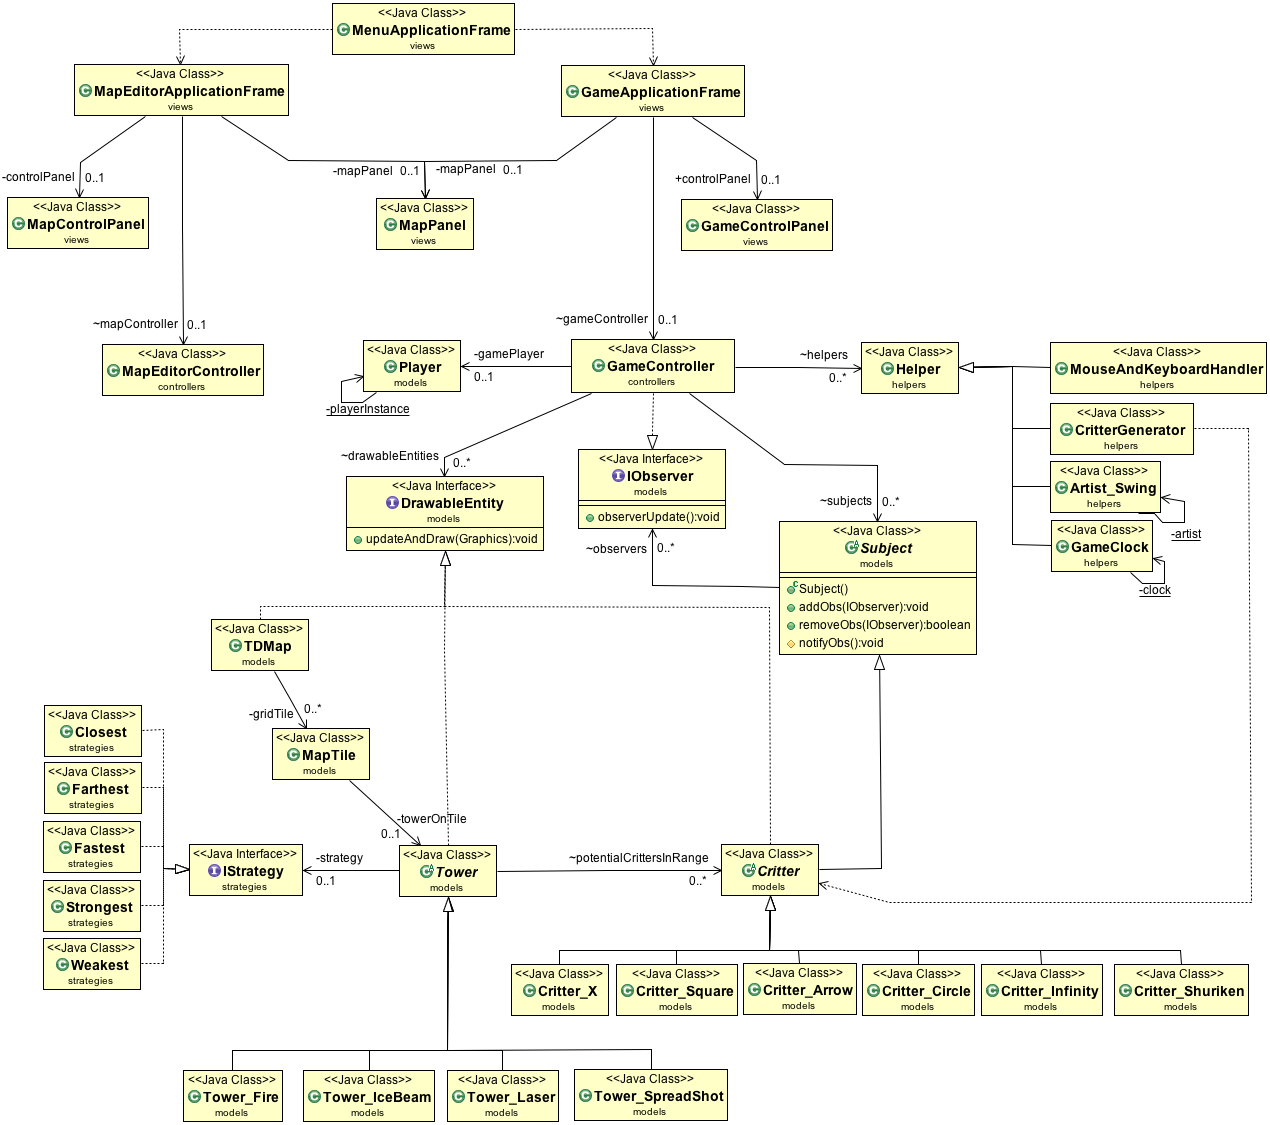 <<Java Class>>
MenuApplicationFrame
views
<<Java Class>>
MapEditorApplicationFrame
views
<<Java Class>>
GameApplicationFrame
views
-controlPanel 0..1
-mapPanel 0..1
-mapPanel 0..1
+controlPanel 0..1
<<Java Class>>
MapControlPanel
views
<<Java Class>>
MapPanel
views
<<Java Class>>
GameControlPanel
views
~mapController 0..1
~gameController 0..1
<<Java Class>>
MapEditorController
controllers
<<Java Class>>
Player
models
-playerInstance
-gamePlayer
0..1
<<Java Class>>
GameController
controllers
~helpers
0..*
<<Java Class>>
Helper
helpers
<<Java Class>>
MouseAndKeyboardHandler
helpers
<<Java Class>>
CritterGenerator
helpers
<<Java Class>>
Artist_Swing
helpers
-artist
<<Java Class>>
GameClock
helpers
-clock
~drawableEntities 0..*
<<Java Interface>>
DrawableEntity
models
updateAndDraw(Graphics):void
<<Java Interface>>
IObserver
models
observerUpdate():void
~observers 0..*
~subjects 0..*
<<Java Class>>
Subject
models
Subject()
addObs(IObserver):void
removeObs(IObserver):boolean
notifyObs():void
<<Java Class>>
TDMap
models
-gridTile 0..*
<<Java Class>>
MapTile
models
-towerOnTile
0..1
<<Java Class>>
Closest
strategies
<<Java Class>>
Farthest
strategies
<<Java Class>>
Fastest
strategies
<<Java Class>>
Strongest
strategies
<<Java Class>>
Weakest
strategies
<<Java Interface>>
IStrategy
strategies
-strategy
0..1
<<Java Class>>
Tower
models
~potentialCrittersInRange
0..*
<<Java Class>>
Critter
models
<<Java Class>>
Critter_X
models
<<Java Class>>
Critter_Square
models
<<Java Class>>
Critter_Arrow
models
<<Java Class>>
Critter_Circle
models
<<Java Class>>
Critter_Infinity
models
<<Java Class>>
Critter_Shuriken
models
<<Java Class>>
Tower_Fire
models
<<Java Class>>
Tower_IceBeam
models
<<Java Class>>
Tower_Laser
models
<<Java Class>>
Tower_SpreadShot
models